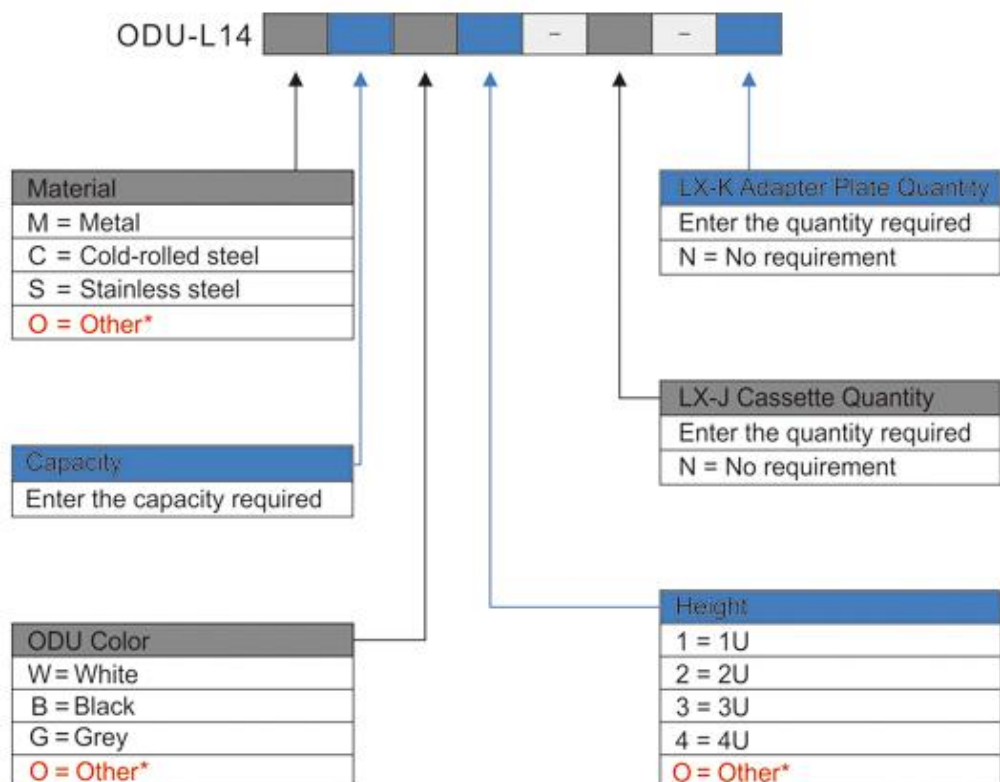 ODU-L14 - -
Material
M = Metal
C = Cold-rolled steel
S = Stainless steel
O = Other*
LX-K Adapter Plate Quantity
Enter the quantity required
N = No requirement
Capacity
Enter the capacity required
LX-J Cassette Quantity
Enter the quantity required
N = No requirement
ODU Color
W = White
B = Black
G = Grey
O = Other*
Height
1 = 1U
2 = 2U
3 = 3U
4 = 4U
O = Other*